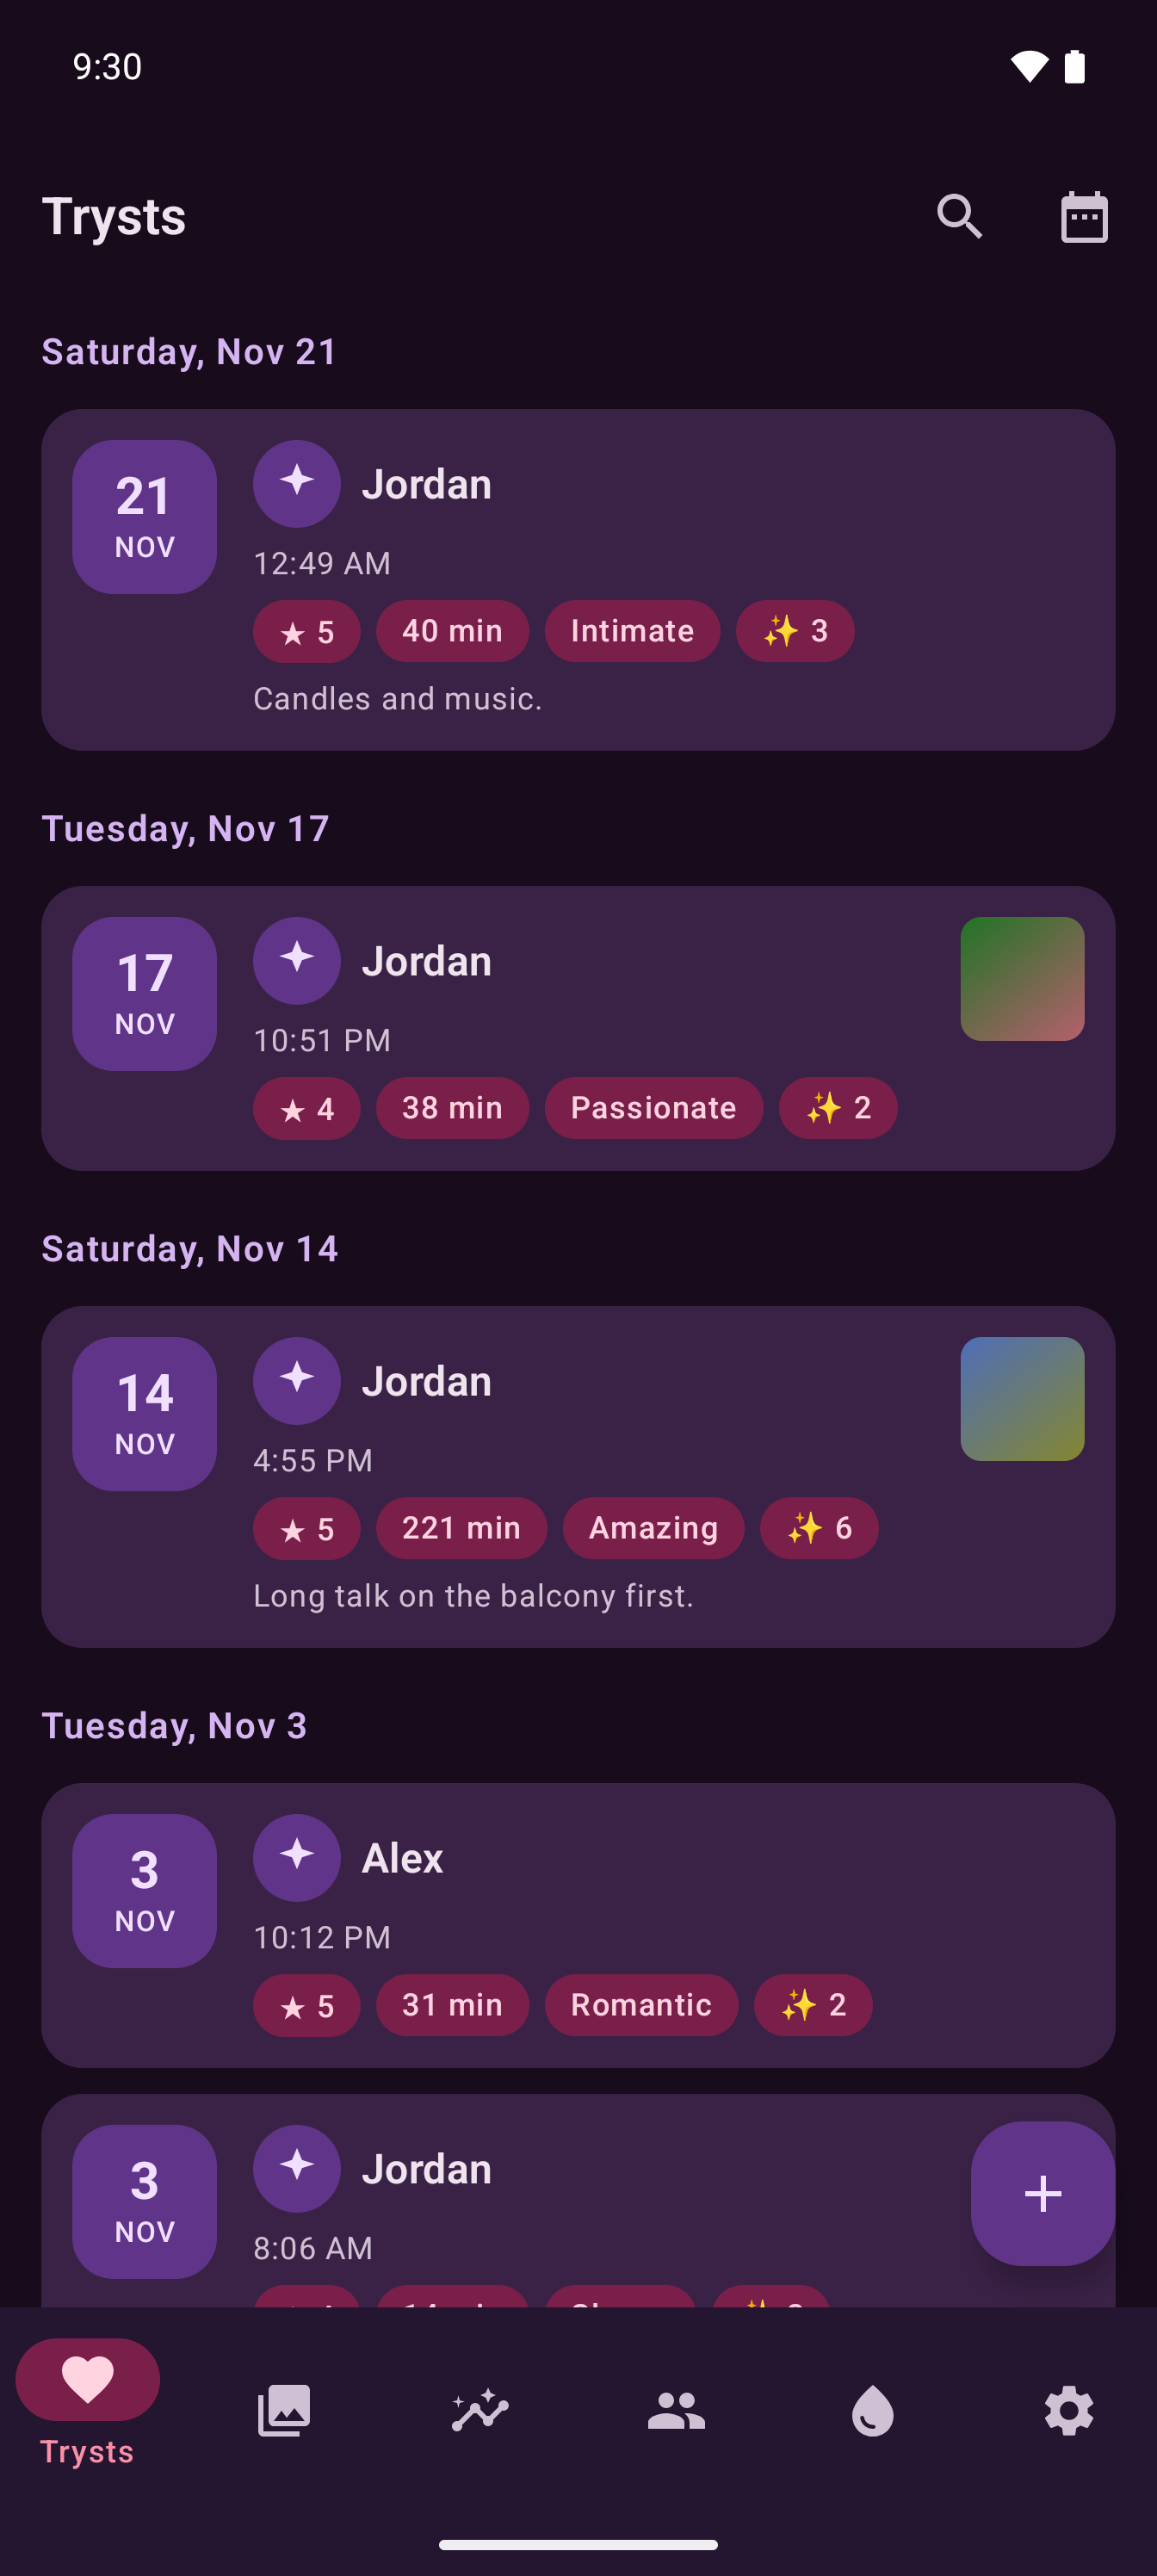 9:30
Trysts
Saturday, Nov 21
21
NOV
Jordan
12:49 AM
★ 5
40 min
Intimate
✨ 3
Candles and music.
Tuesday, Nov 17
17
NOV
Jordan
10:51 PM
★ 4
38 min
Passionate
✨ 2
Saturday, Nov 14
14
NOV
Jordan
4:55 PM
★ 5
221 min
Amazing
✨ 6
Long talk on the balcony first.
Tuesday, Nov 3
3
NOV
Alex
10:12 PM
★ 5
31 min
Romantic
✨ 2
3
NOV
Jordan
8:06 AM
Trysts